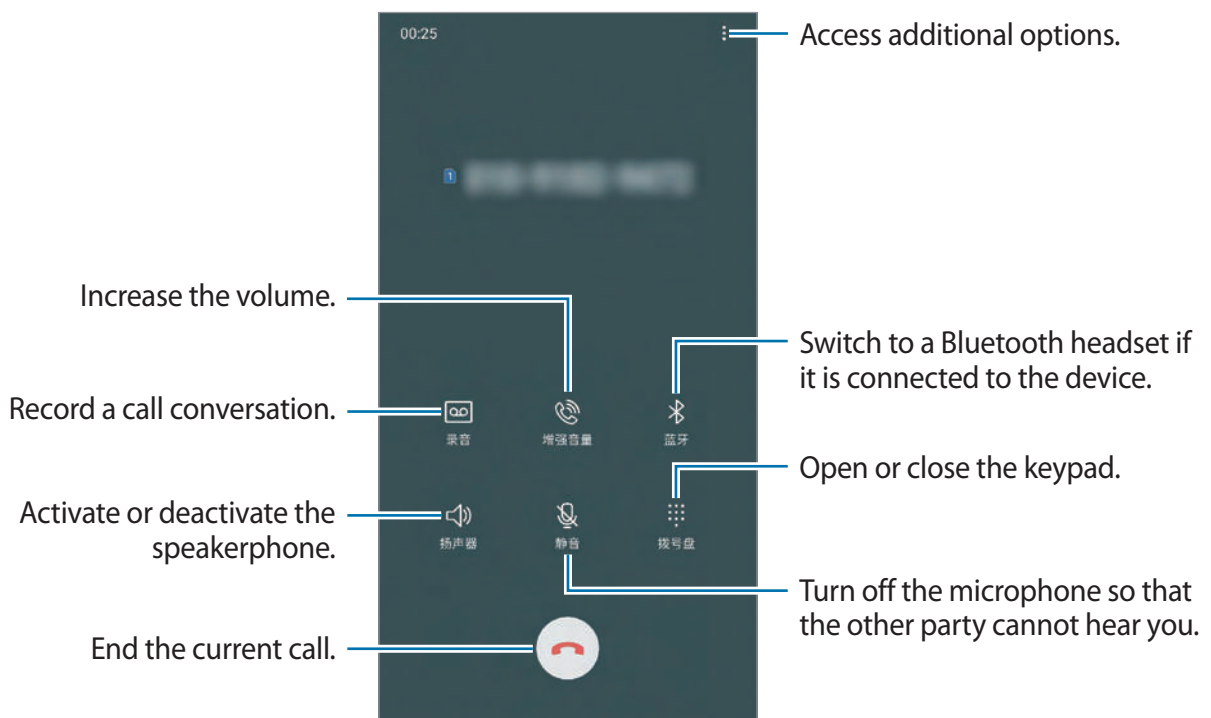 00:25
Access additional options.
1
Increase the volume.
Switch to a Bluetooth headset if
it is connected to the device.
Record a call conversation.
录音
增强音量
蓝牙
Open or close the keypad.
Activate or deactivate the
speakerphone.
扬声器
静音
拨号盘
Turn off the microphone so that
the other party cannot hear you.
End the current call.